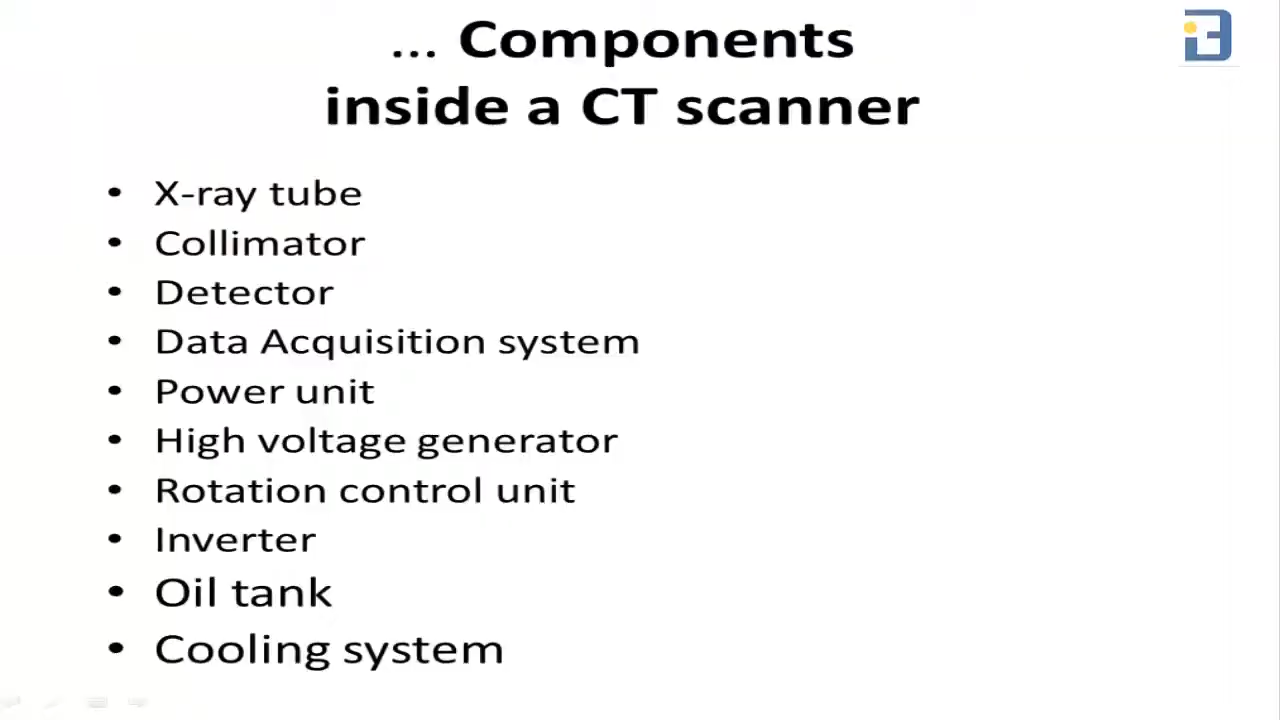 ... Components
inside a CT scanner
• X-ray tube
• Collimator
• Detector
• Data Acquisition system
• Power unit
• High voltage generator
• Rotation control unit
• Inverter
• Oil tank
• Cooling system